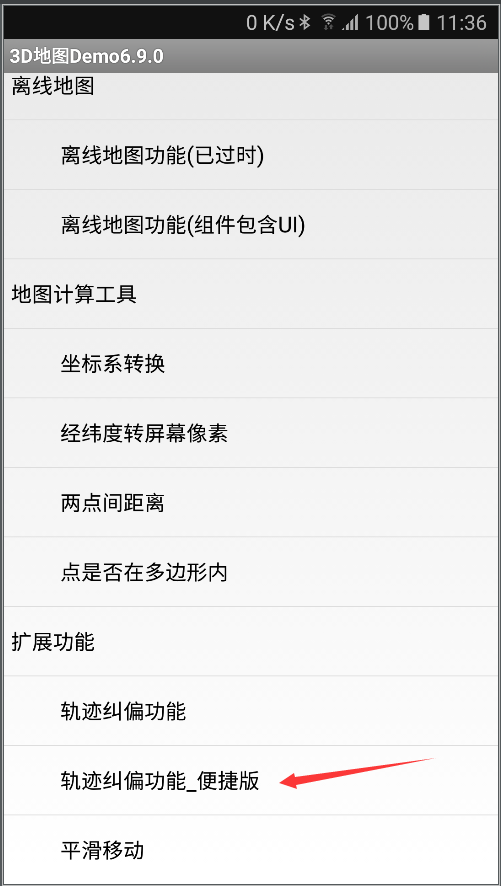 0 K/s 100% 11:36
3D地图Demo6.9.0
离线地图
离线地图功能(已过时)
离线地图功能(组件包含UI)
地图计算工具
坐标系转换
经纬度转屏幕像素
两点间距离
点是否在多边形内
扩展功能
轨迹纠偏功能
轨迹纠偏功能_便捷版
平滑移动